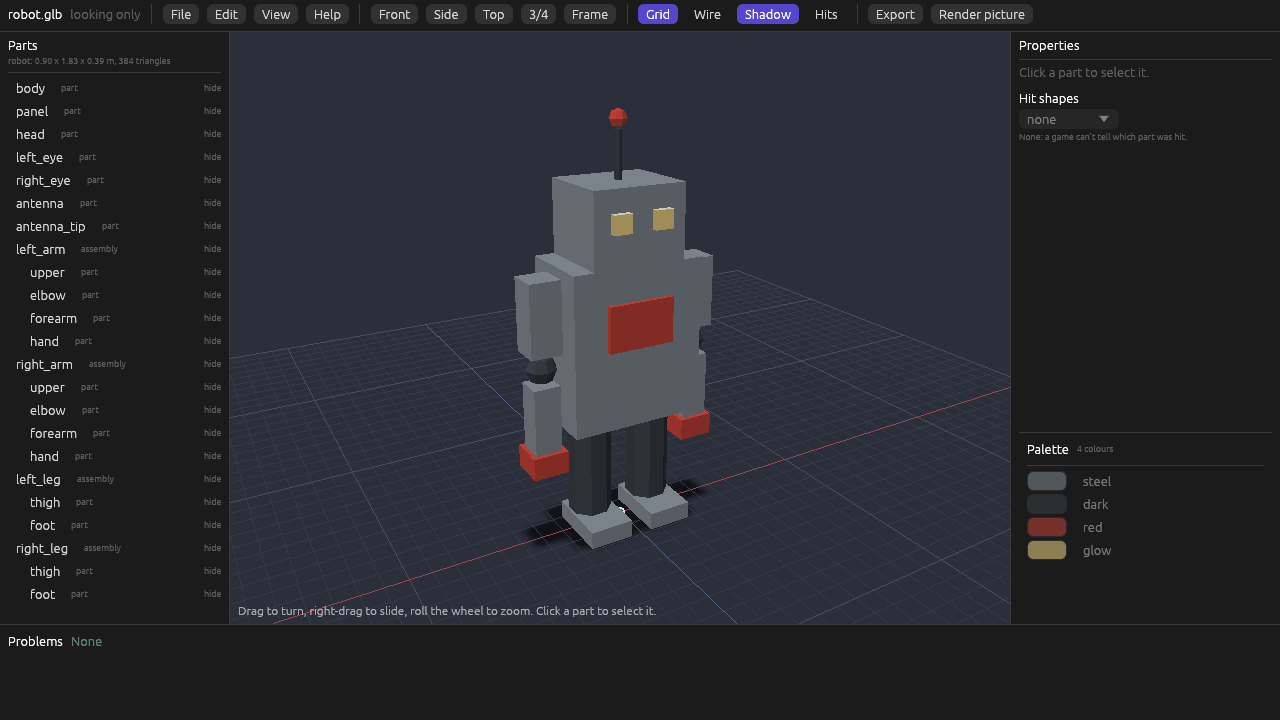 robot.glb looking only File Edit View Help Front Side Top 3/4 Frame Grid Wire Shadow Hits Export Render picture
Parts
robot: 0.90 x 1.83 x 0.39 m, 384 triangles
body part hide
panel part hide
head part hide
left_eye part hide
right_eye part hide
antenna part hide
antenna_tip part hide
left_arm assembly hide
upper part hide
elbow part hide
forearm part hide
hand part hide
right_arm assembly hide
upper part hide
elbow part hide
forearm part hide
hand part hide
left_leg assembly hide
thigh part hide
foot part hide
right_leg assembly hide
thigh part hide
foot part hide
Drag to turn, right-drag to slide, roll the wheel to zoom. Click a part to select it.
Properties
Click a part to select it.
Hit shapes
none
None: a game can't tell which part was hit.
Palette 4 colours
steel
dark
red
glow
Problems None